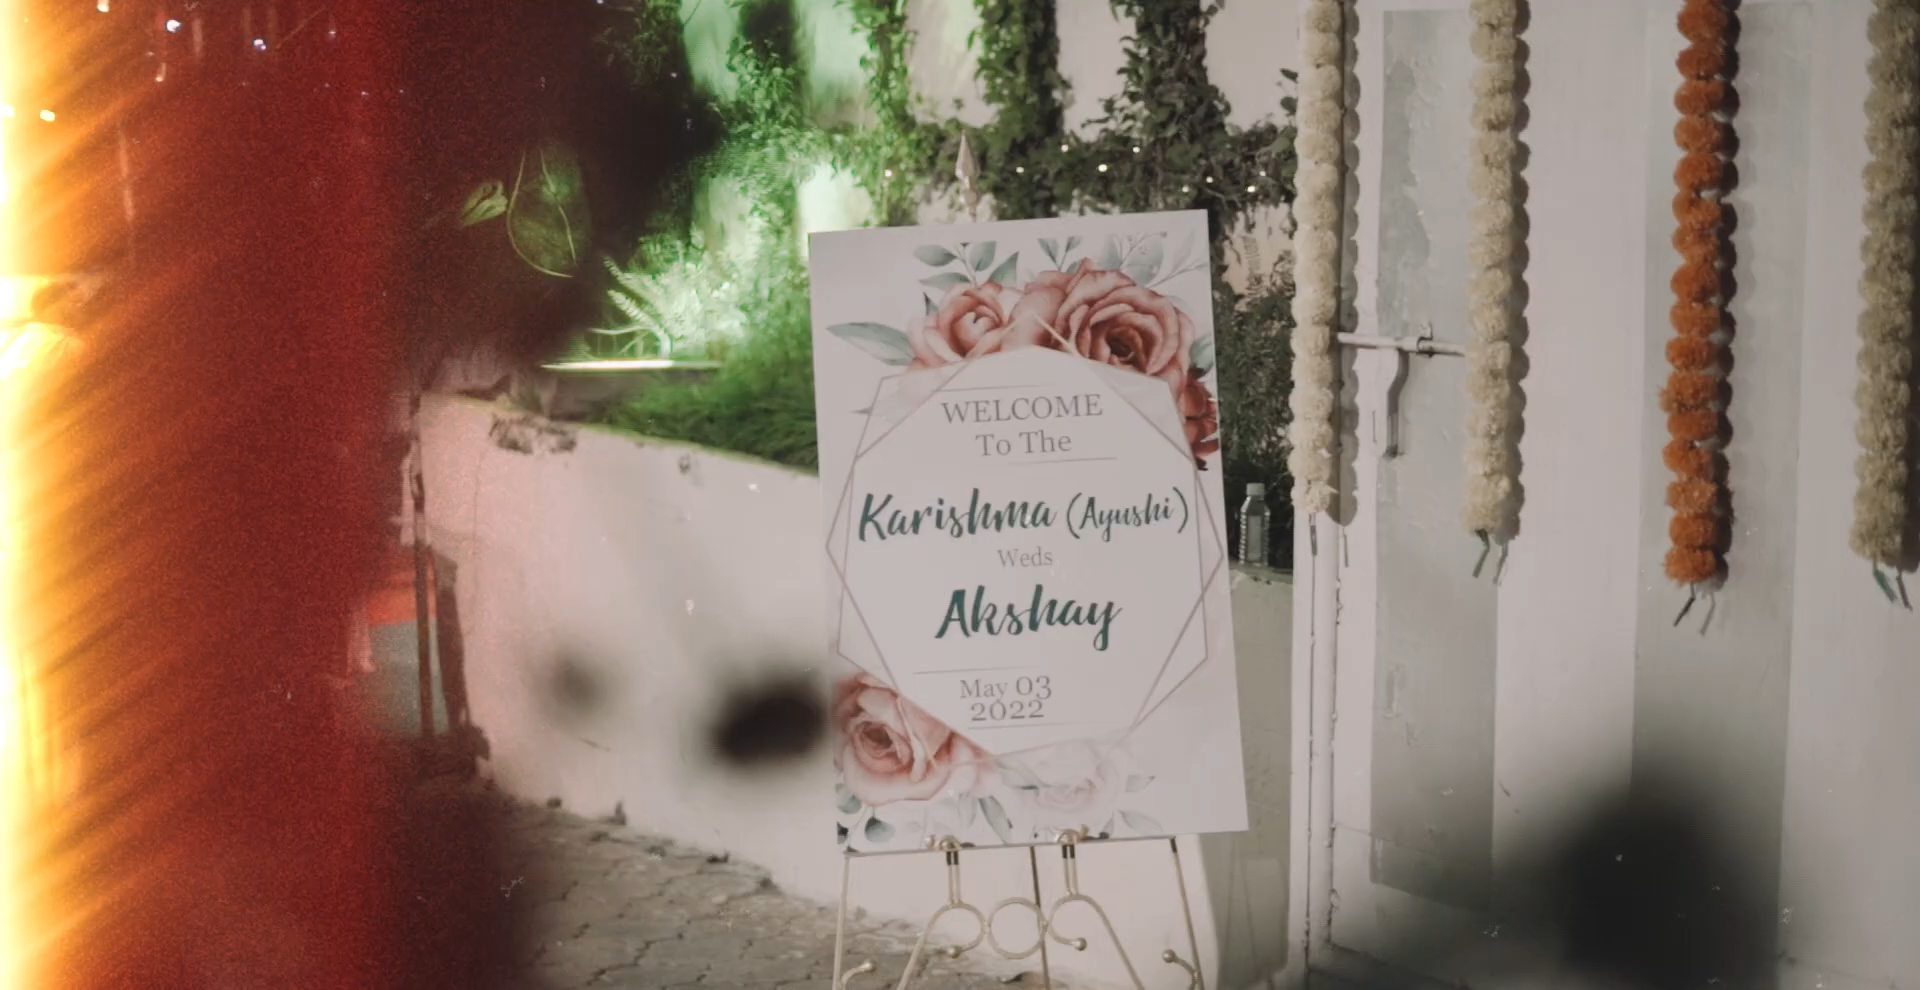 WELCOME
To The
Karishma (Ayushi)
Weds
Akshay
May 03
2022